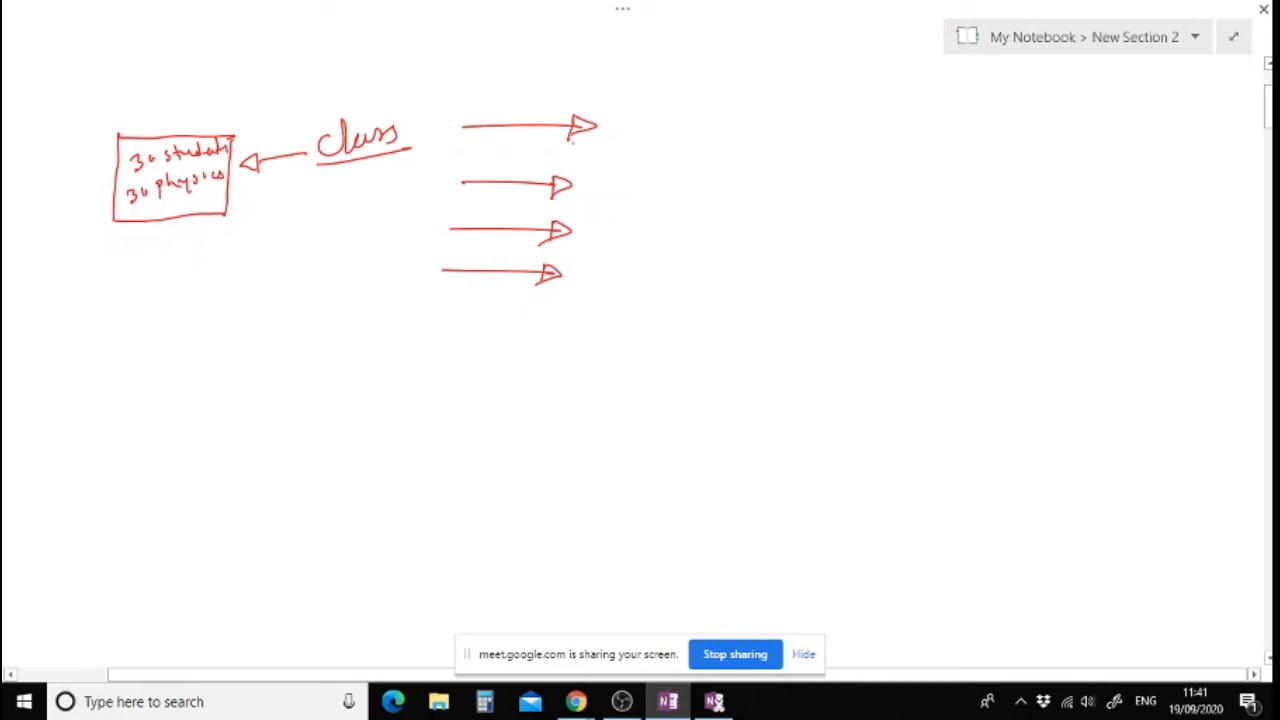 My Notebook > New Section 2
class
30 students
30 physics
meet.google.com is sharing your screen.
Stop sharing
Hide
Type here to search
ENG
11:41
19/09/2020
1